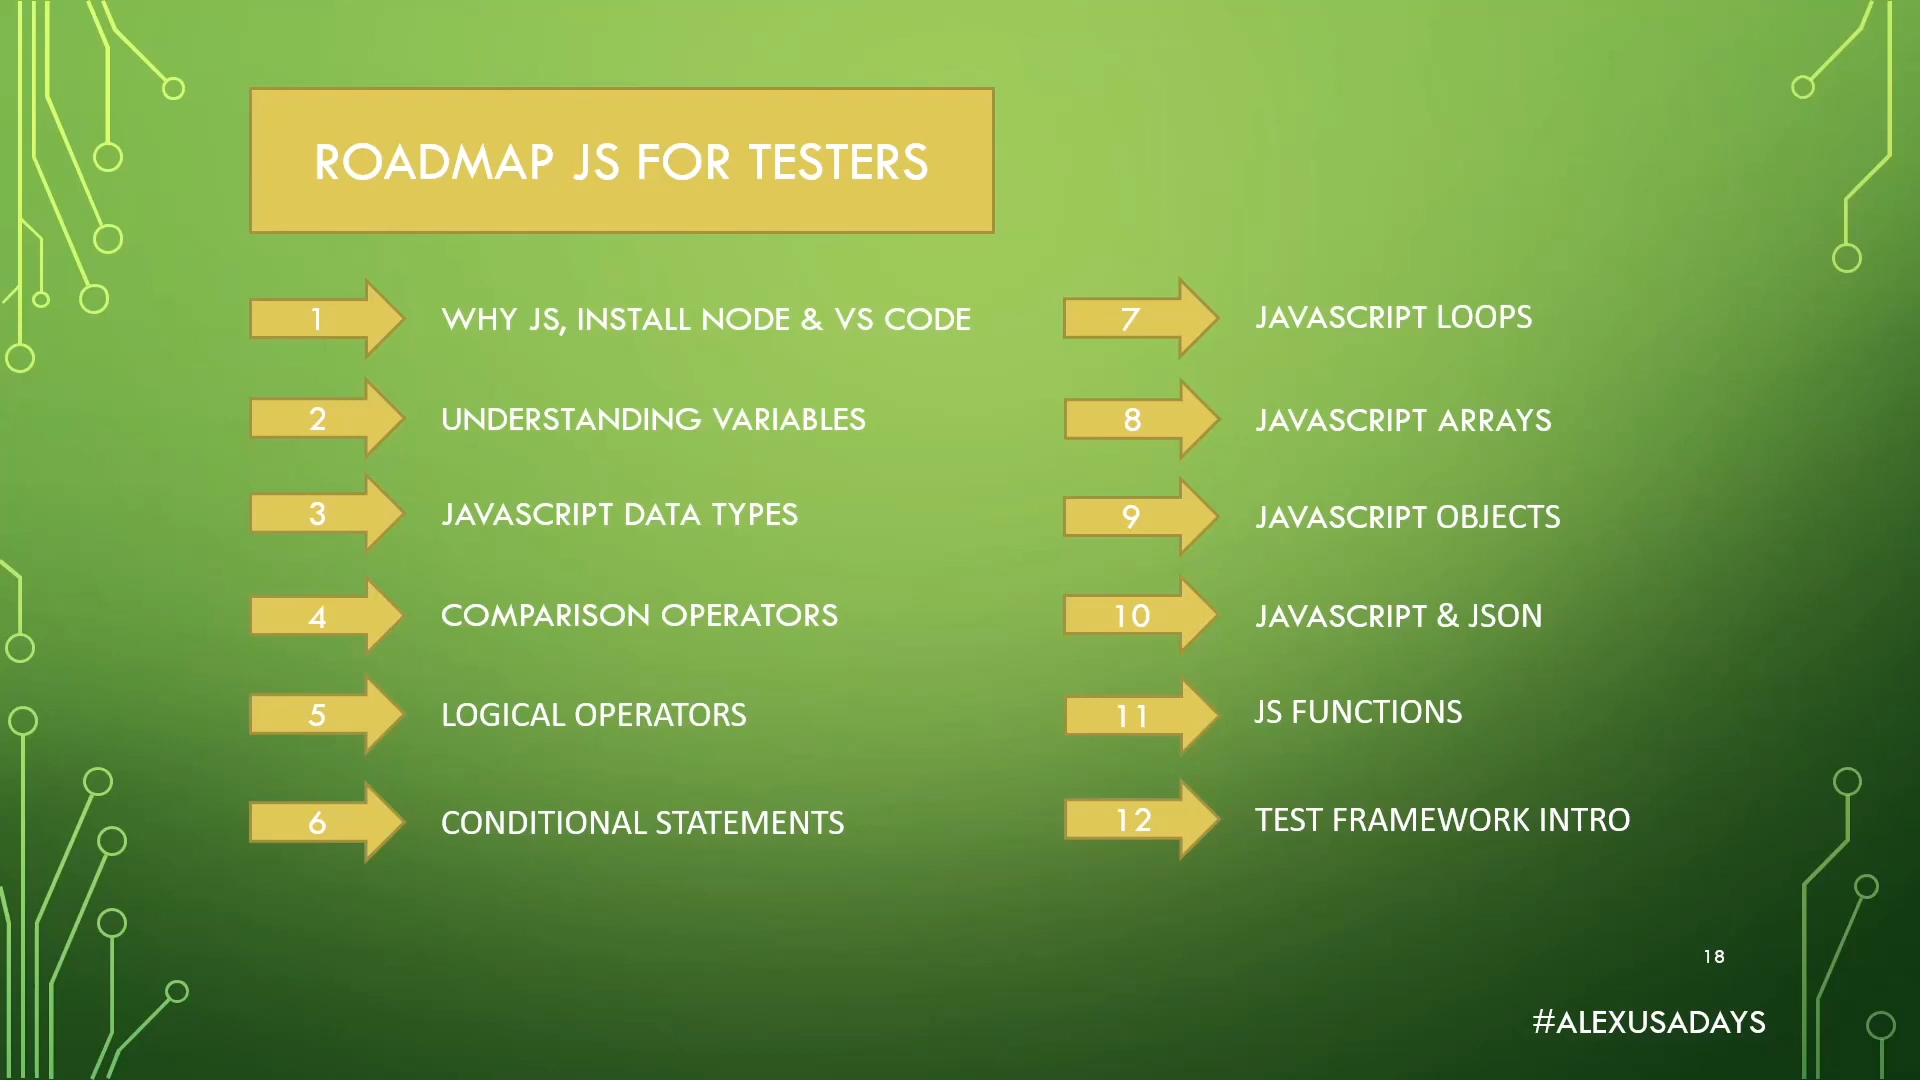 ROADMAP JS FOR TESTERS
1 WHY JS, INSTALL NODE & VS CODE
2 UNDERSTANDING VARIABLES
3 JAVASCRIPT DATA TYPES
4 COMPARISON OPERATORS
5 LOGICAL OPERATORS
6 CONDITIONAL STATEMENTS
7 JAVASCRIPT LOOPS
8 JAVASCRIPT ARRAYS
9 JAVASCRIPT OBJECTS
10 JAVASCRIPT & JSON
11 JS FUNCTIONS
12 TEST FRAMEWORK INTRO
18
#ALEXUSADAYS